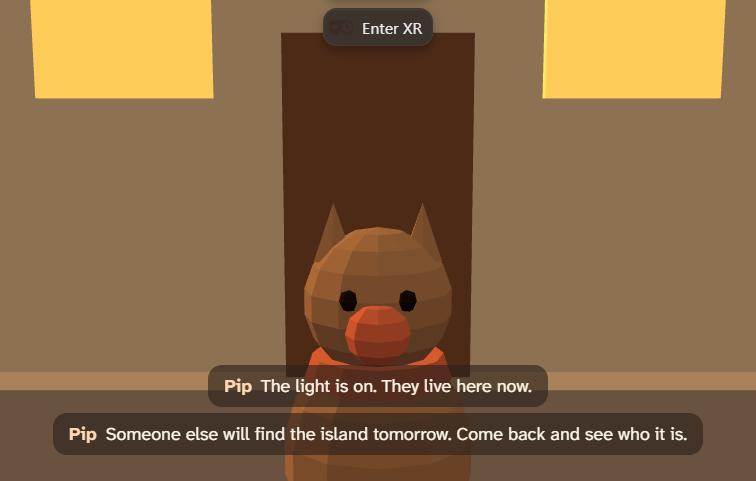 Enter XR
Pip The light is on. They live here now.
Pip Someone else will find the island tomorrow. Come back and see who it is.